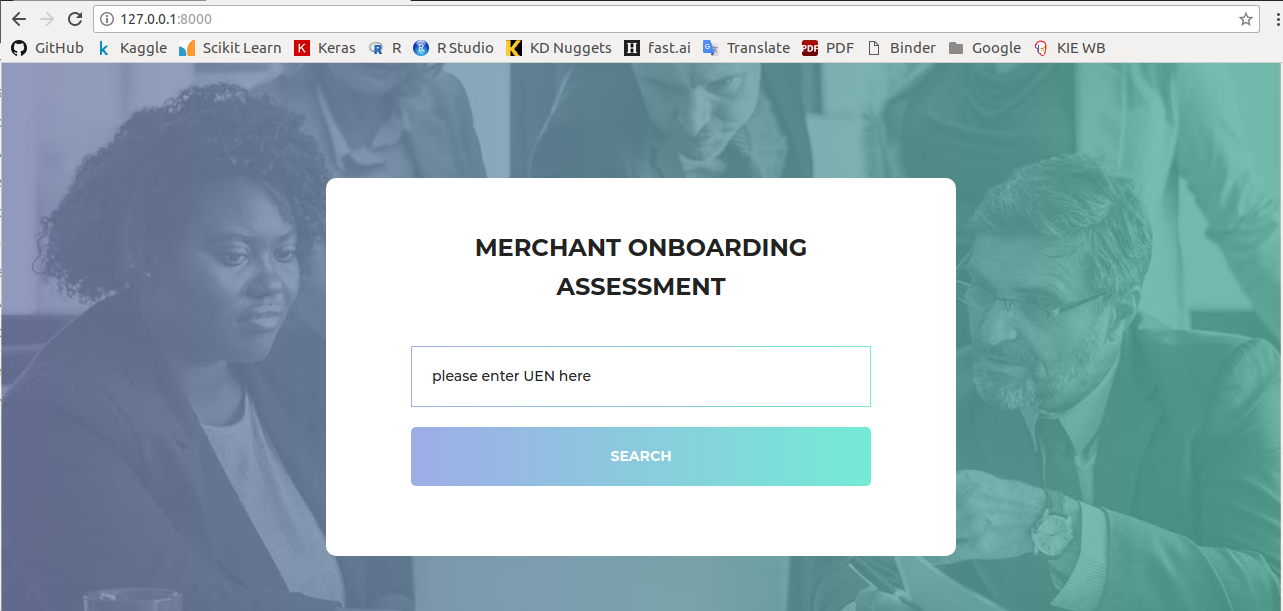 127.0.0.1:8000
GitHub k Kaggle Scikit Learn K Keras R R R R Studio K KD Nuggets H fast.ai G Translate PDF PDF Binder Google KIE WB
MERCHANT ONBOARDING
ASSESSMENT
please enter UEN here
SEARCH